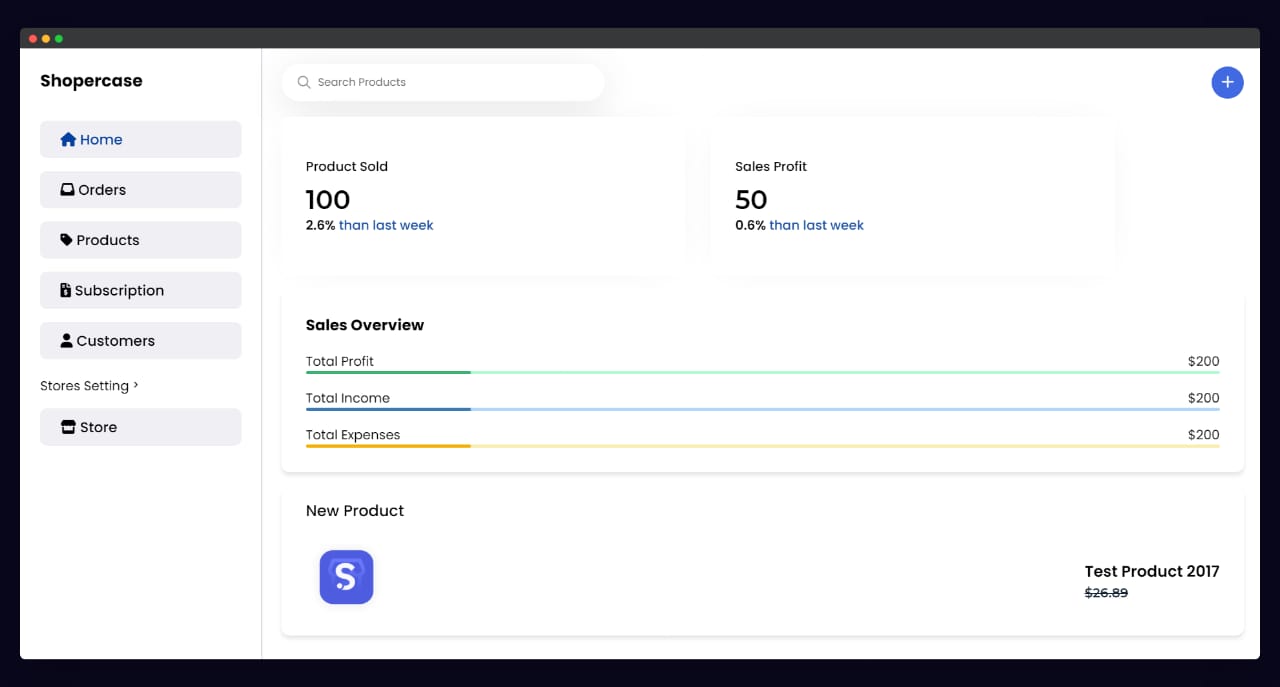 Shopercase
Home
Orders
Products
Subscription
Customers
Stores Setting >
Store
Search Products
+
Product Sold
100
2.6% than last week
Sales Profit
50
0.6% than last week
Sales Overview
Total Profit $200
Total Income $200
Total Expenses $200
New Product
S
Test Product 2017
$26.89